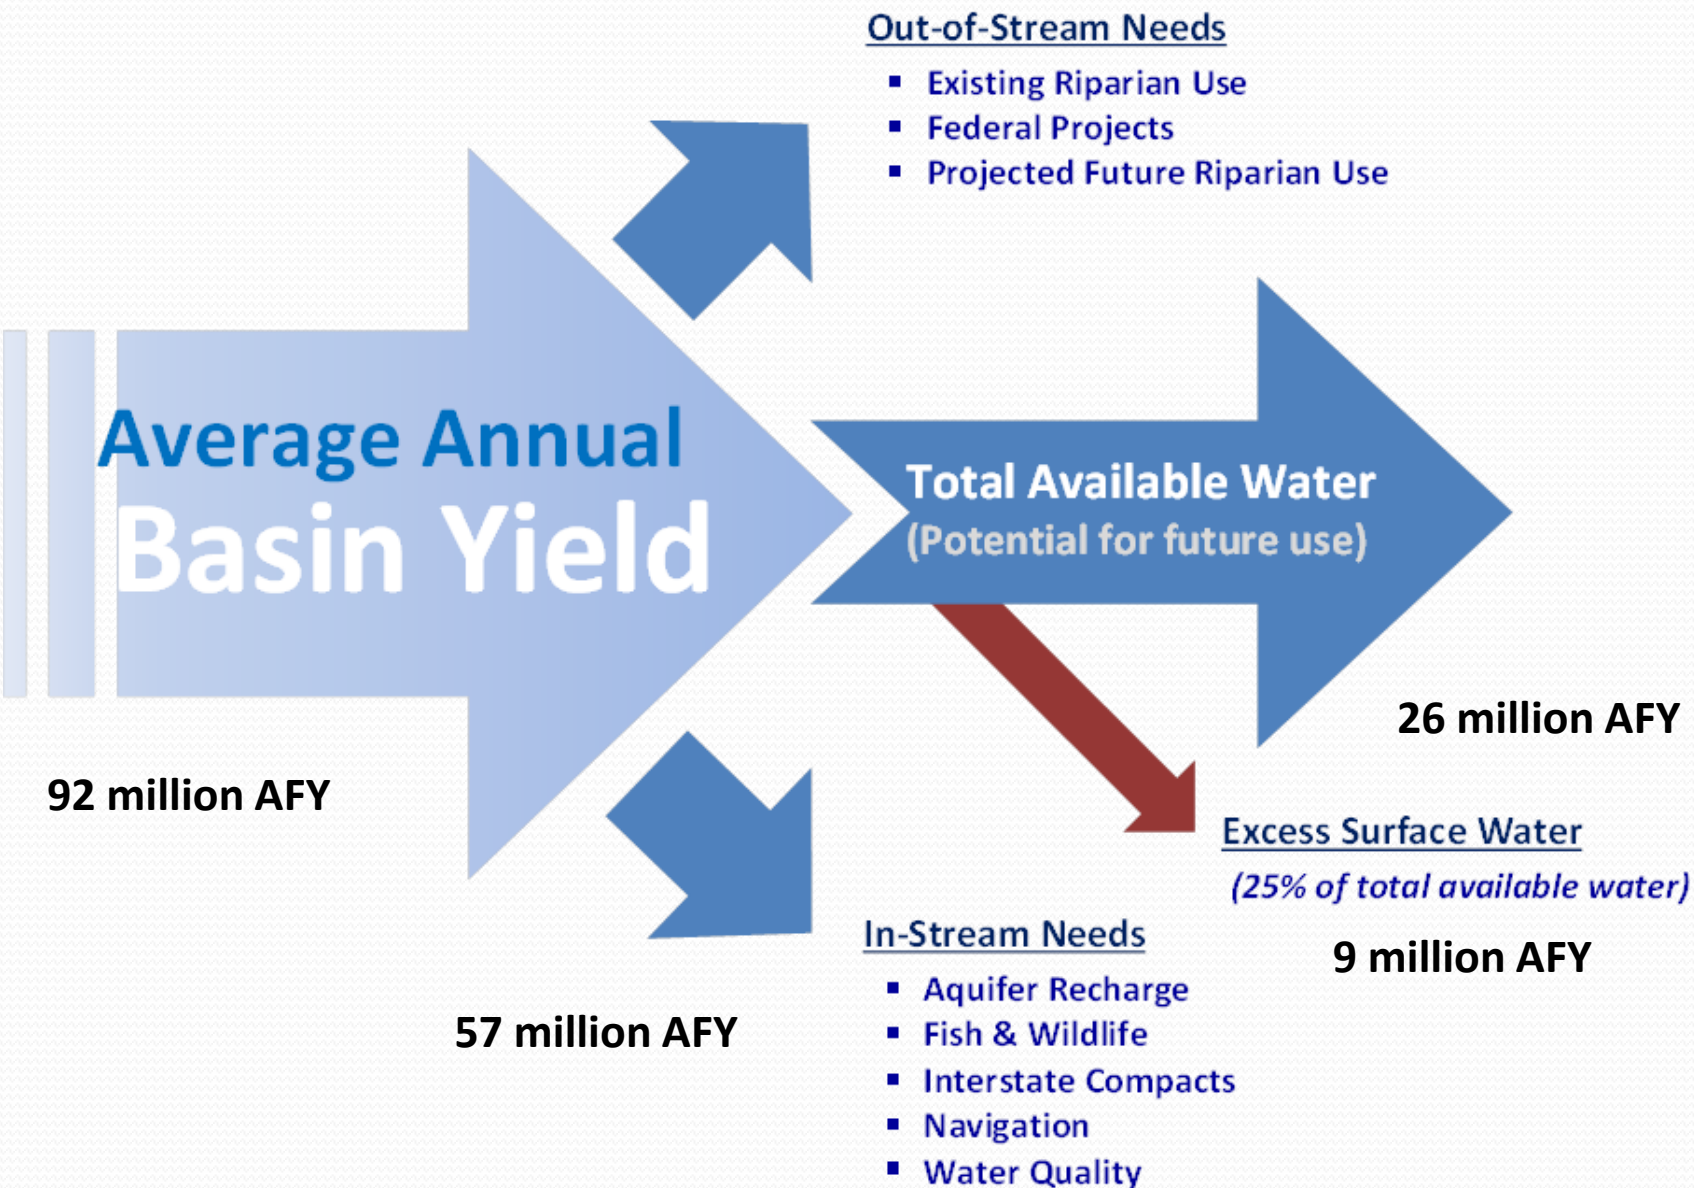 Out-of-Stream Needs
▪ Existing Riparian Use
▪ Federal Projects
▪ Projected Future Riparian Use
Average Annual
Basin Yield
Total Available Water
(Potential for future use)
26 million AFY
92 million AFY
Excess Surface Water
(25% of total available water)
9 million AFY
In-Stream Needs
▪ Aquifer Recharge
▪ Fish & Wildlife
▪ Interstate Compacts
▪ Navigation
▪ Water Quality
57 million AFY